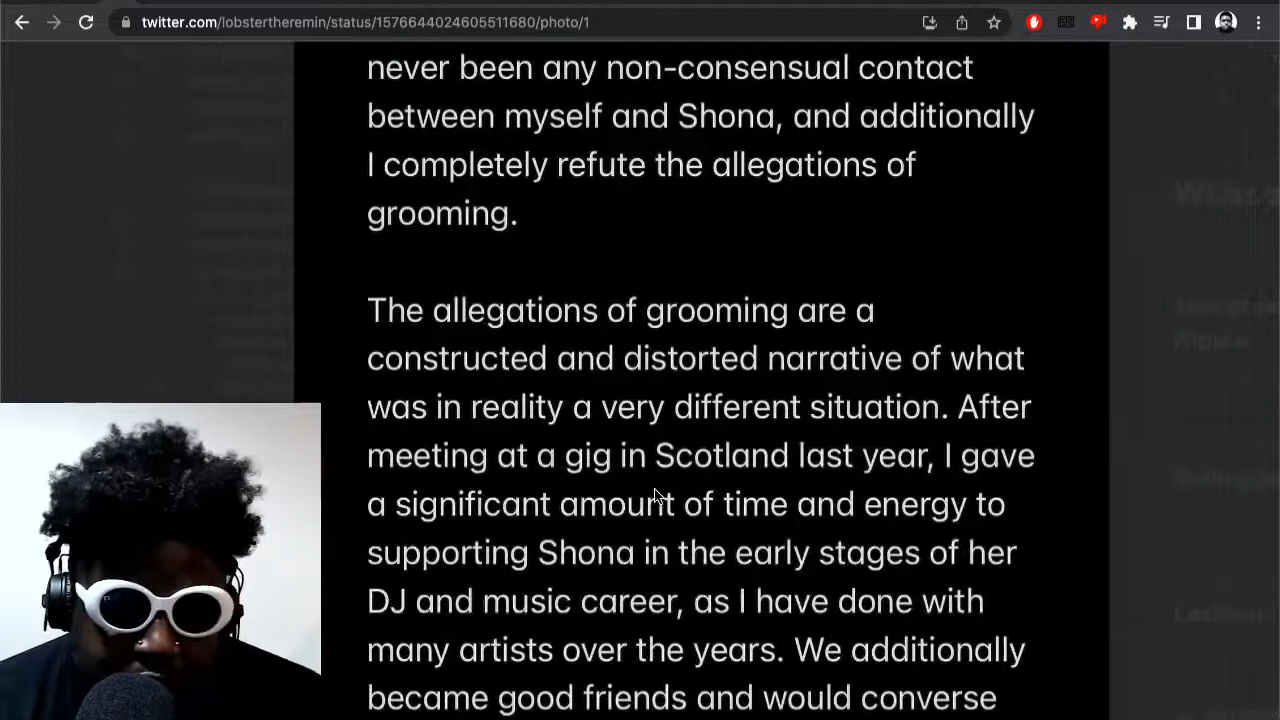 twitter.com/lobstertheremin/status/1576644024605511680/photo/1
never been any non-consensual contact
between myself and Shona, and additionally
I completely refute the allegations of
grooming.
The allegations of grooming are a
constructed and distorted narrative of what
was in reality a very different situation. After
meeting at a gig in Scotland last year, I gave
a significant amount of time and energy to
supporting Shona in the early stages of her
DJ and music career, as I have done with
many artists over the years. We additionally
became good friends and would converse